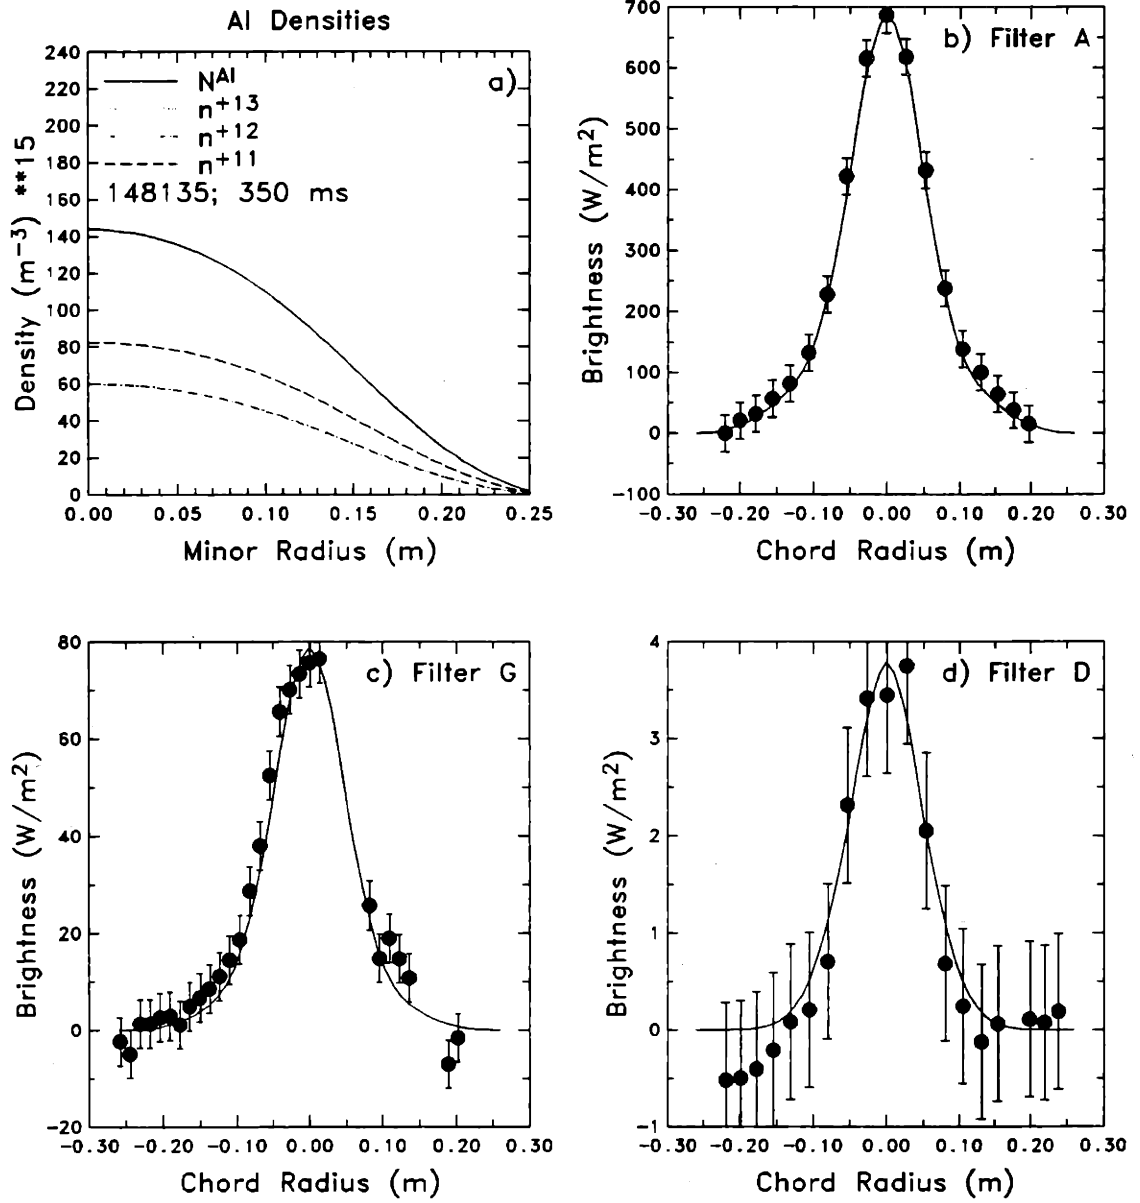 Al Densities
240
220
200
180
160
140
120
100
80
60
40
20
0
Density (m⁻³) **15
N^Al
n⁺¹³
n⁺¹²
n⁺¹¹
148135; 350 ms
a)
0.00 0.05 0.10 0.15 0.20 0.25
Minor Radius (m)
700
600
500
400
300
200
100
0
-100
Brightness (W/m²)
b) Filter A
-0.30 -0.20 -0.10 0.00 0.10 0.20 0.30
Chord Radius (m)
80
60
40
20
0
-20
Brightness (W/m²)
c) Filter G
-0.30 -0.20 -0.10 0.00 0.10 0.20 0.30
Chord Radius (m)
4
3
2
1
0
-1
Brightness (W/m²)
d) Filter D
-0.30 -0.20 -0.10 0.00 0.10 0.20 0.30
Chord Radius (m)